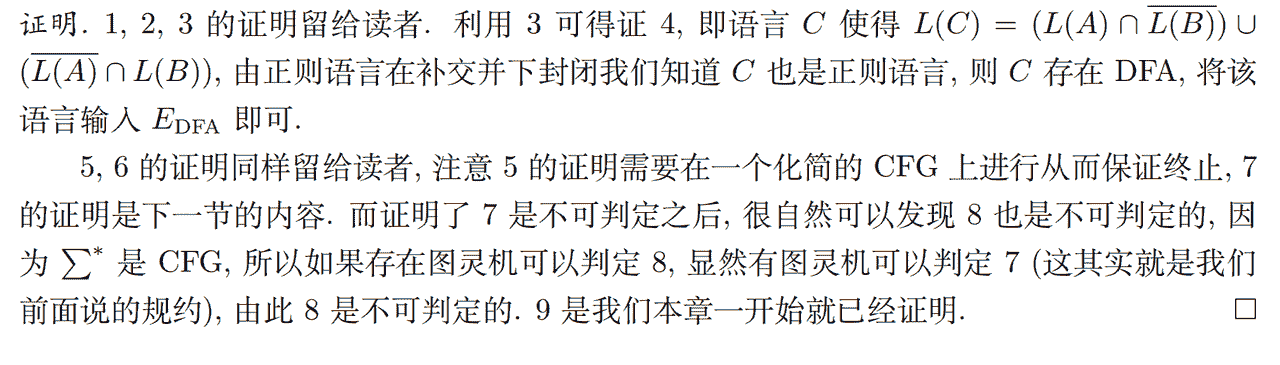 证明. 1, 2, 3 的证明留给读者. 利用 3 可得证 4, 即语言 C 使得 L(C) = (L(A) ∩ \overline{L(B)}) ∪
(\overline{L(A)} ∩ L(B)), 由正则语言在补交并下封闭我们知道 C 也是正则语言, 则 C 存在 DFA, 将该
语言输入 E_{DFA} 即可.
5, 6 的证明同样留给读者, 注意 5 的证明需要在一个化简的 CFG 上进行从而保证终止, 7
的证明是下一节的内容. 而证明了 7 是不可判定之后, 很自然可以发现 8 也是不可判定的, 因
为 ∑^* 是 CFG, 所以如果存在图灵机可以判定 8, 显然有图灵机可以判定 7 (这其实就是我们
前面说的规约), 由此 8 是不可判定的. 9 是我们本章一开始就已经证明. □